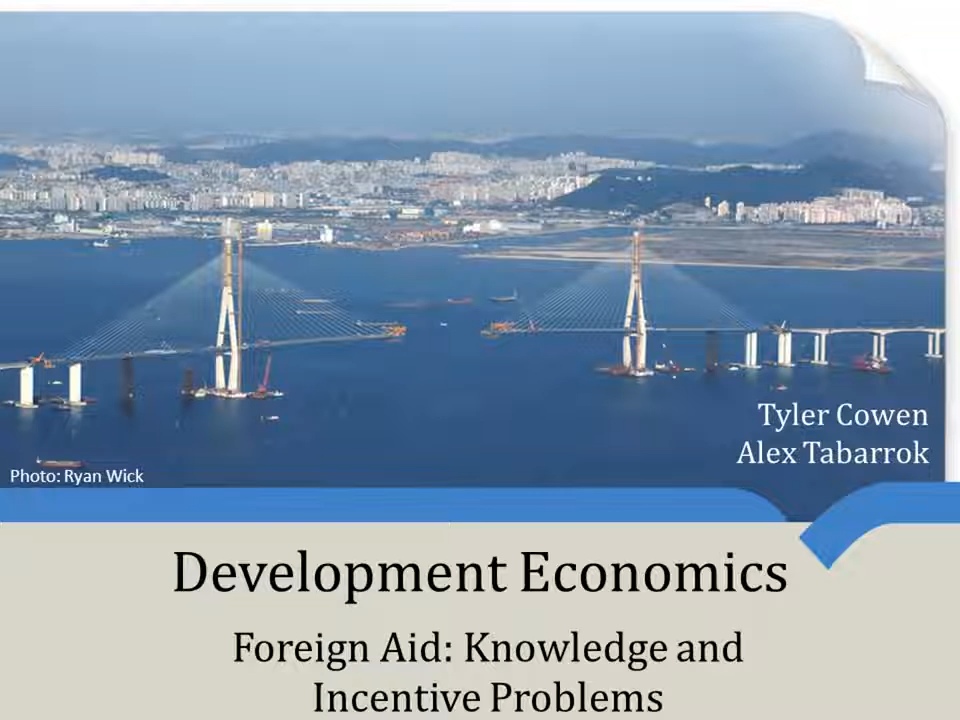 Tyler Cowen
Alex Tabarrok
Photo: Ryan Wick
Development Economics
Foreign Aid: Knowledge and
Incentive Problems